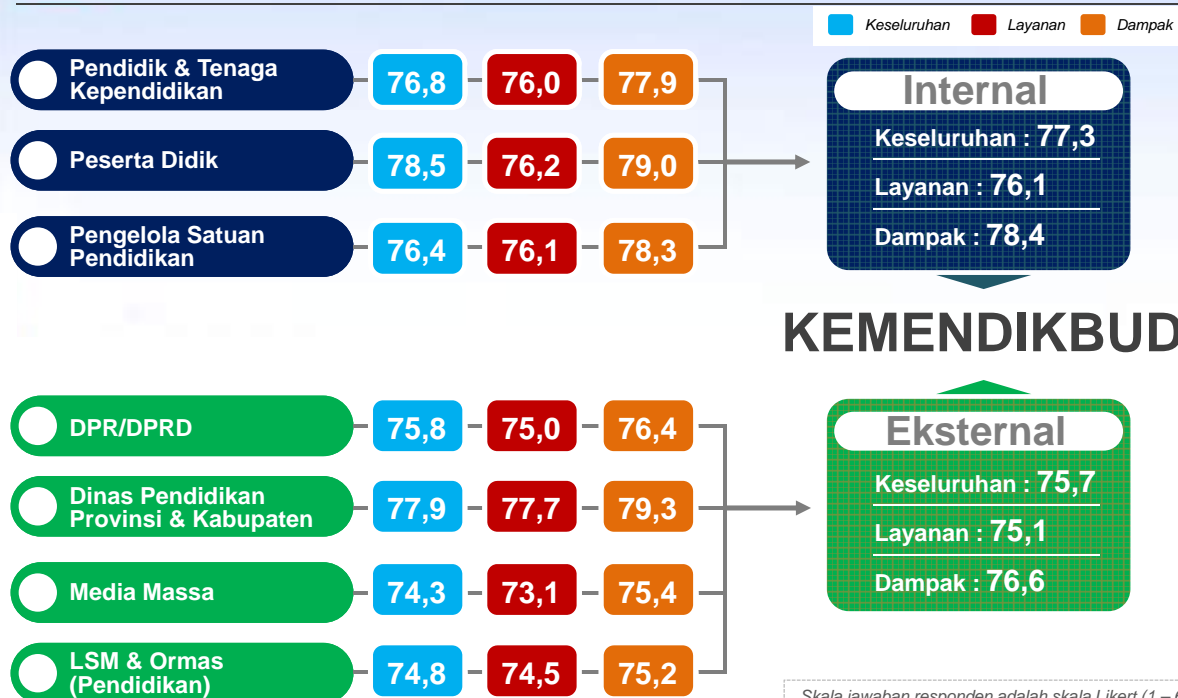 Keseluruhan Layanan Dampak
Pendidik & Tenaga
Kependidikan
76,8 76,0 77,9
Peserta Didik
78,5 76,2 79,0
Pengelola Satuan
Pendidikan
76,4 76,1 78,3
Internal
Keseluruhan : 77,3
Layanan : 76,1
Dampak : 78,4
KEMENDIKBUD
DPR/DPRD
75,8 75,0 76,4
Dinas Pendidikan
Provinsi & Kabupaten
77,9 77,7 79,3
Media Massa
74,3 73,1 75,4
LSM & Ormas
(Pendidikan)
74,8 74,5 75,2
Eksternal
Keseluruhan : 75,7
Layanan : 75,1
Dampak : 76,6
Skala jawaban responden adalah skala Likert (1 –